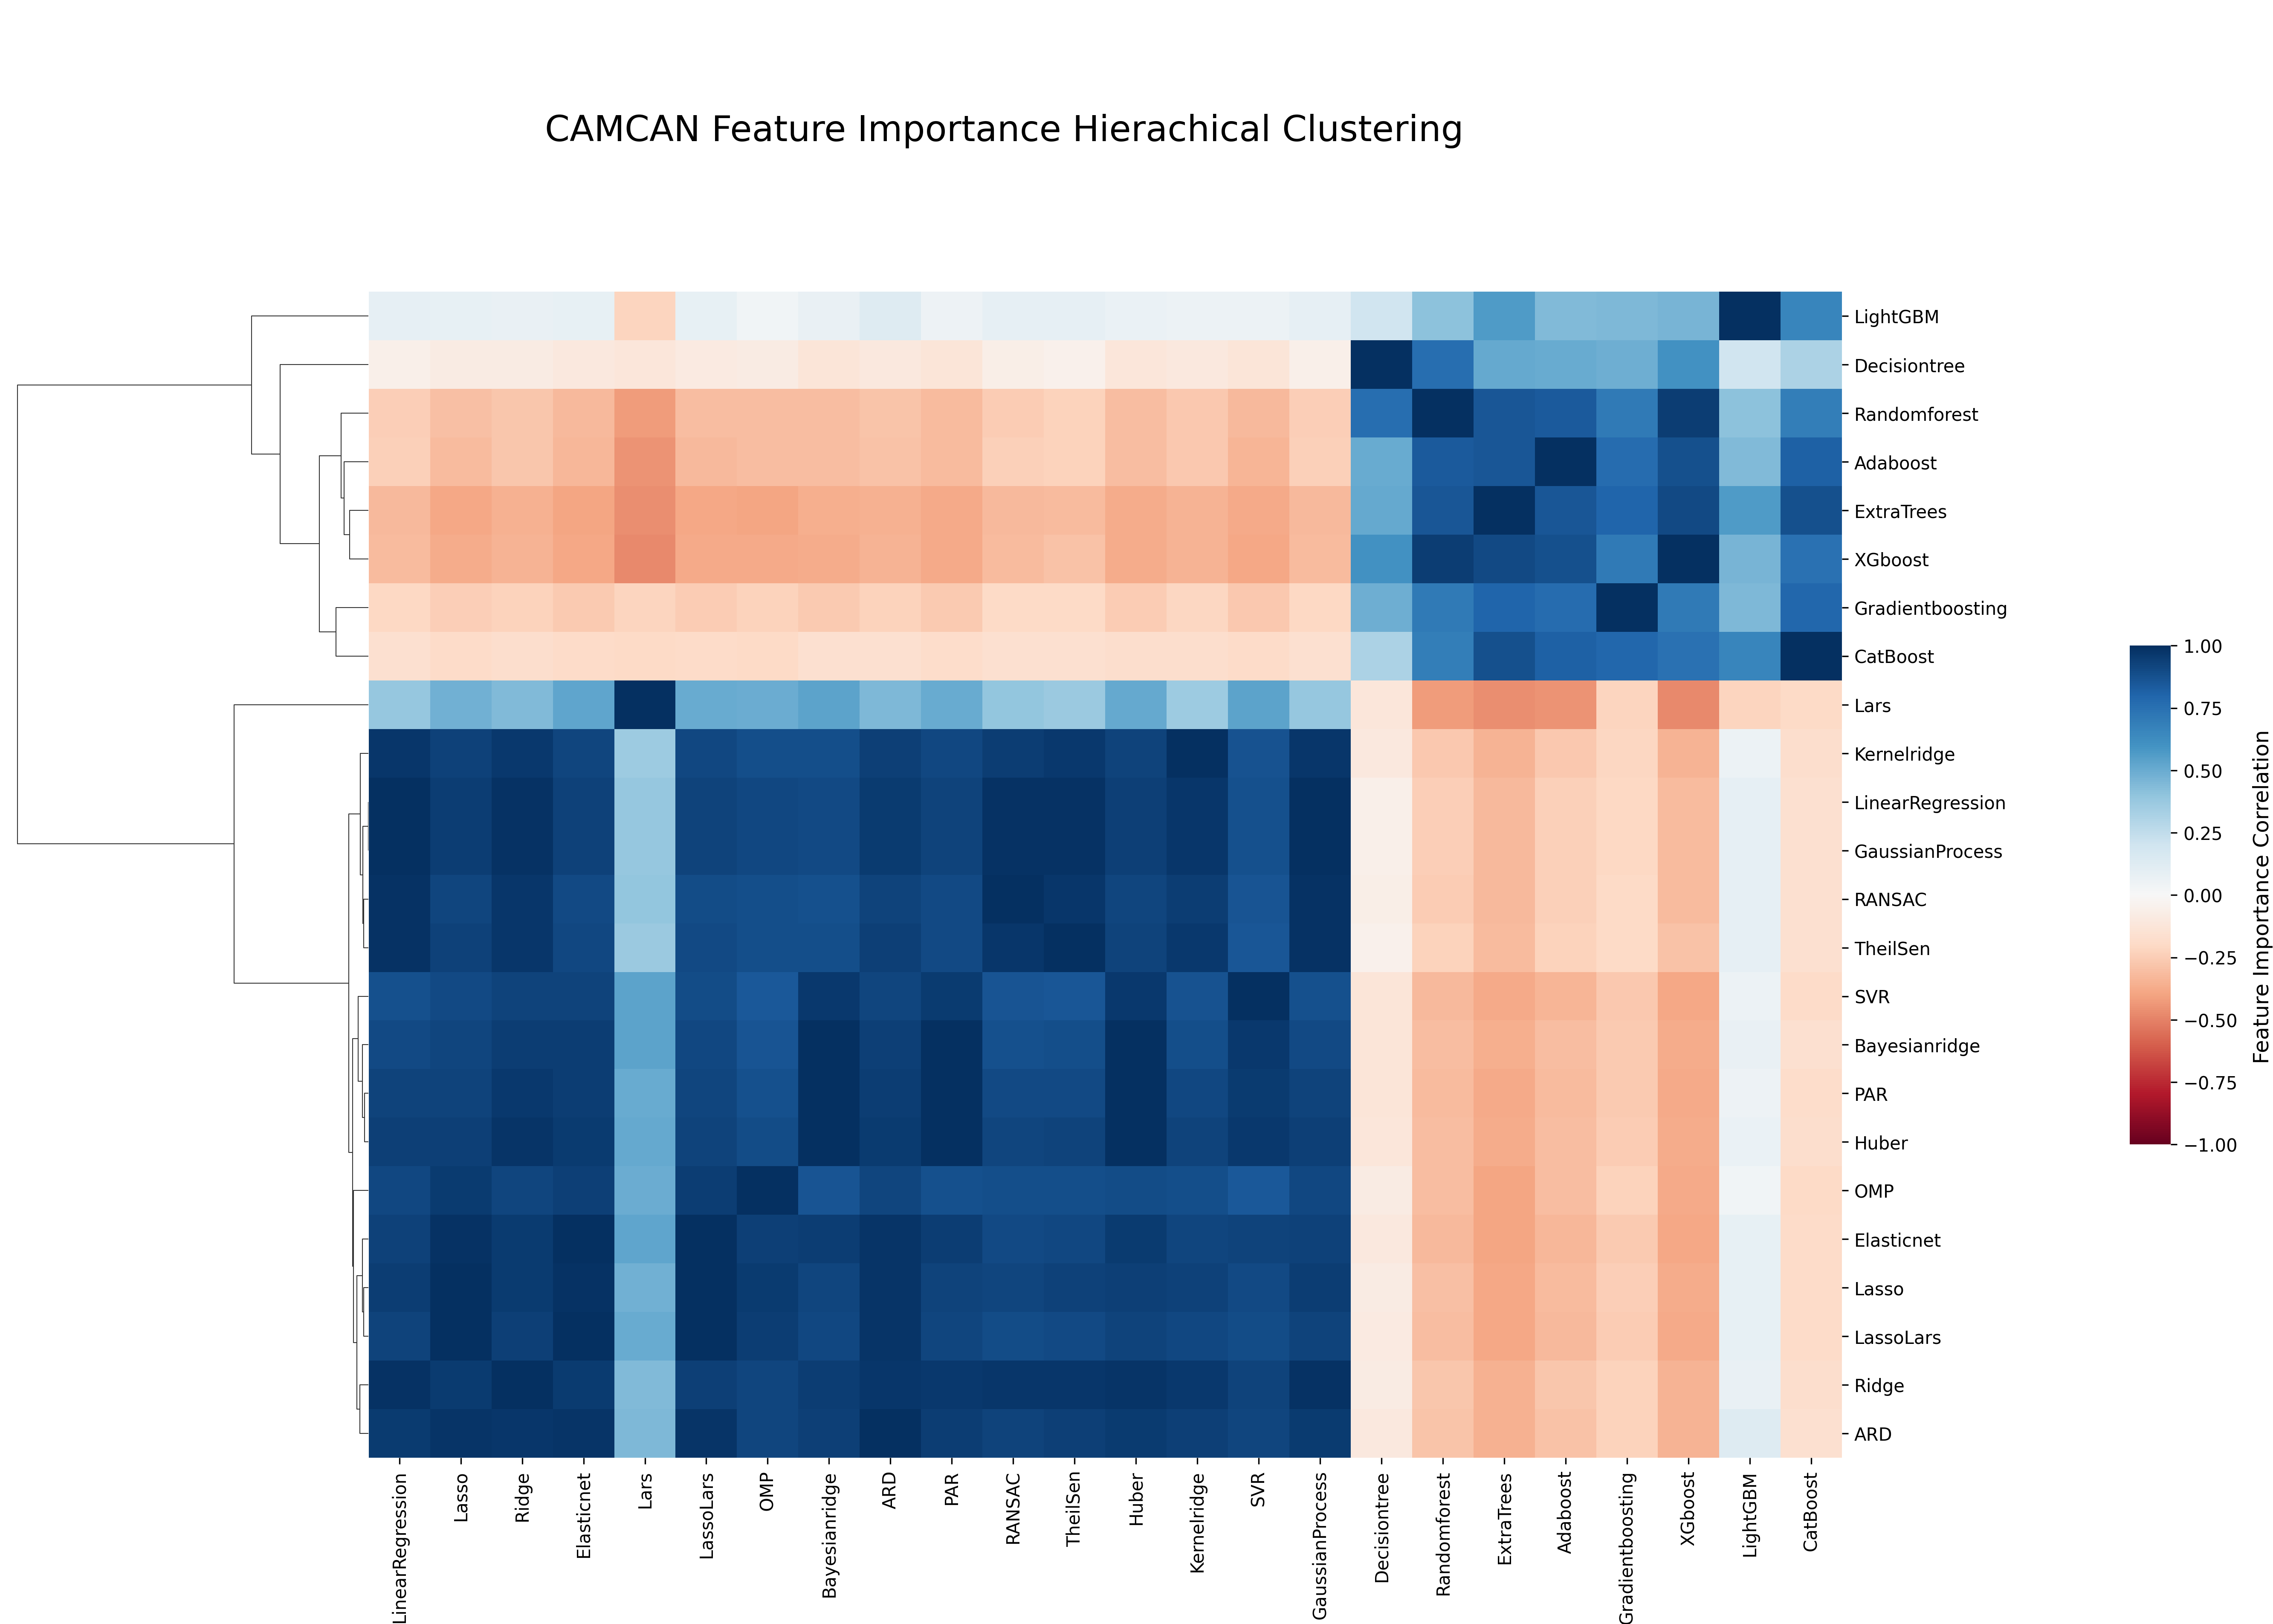 CAMCAN Feature Importance Hierachical Clustering
LightGBM
Decisiontree
Randomforest
Adaboost
ExtraTrees
XGboost
Gradientboosting
CatBoost
Lars
Kernelridge
LinearRegression
GaussianProcess
RANSAC
TheilSen
SVR
Bayesianridge
PAR
Huber
OMP
Elasticnet
Lasso
LassoLars
Ridge
ARD
1.00
0.75
0.50
0.25
0.00
−0.25
−0.50
−0.75
−1.00
Feature Importance Correlation
LinearRegression
Lasso
Ridge
Elasticnet
Lars
LassoLars
OMP
Bayesianridge
ARD
PAR
RANSAC
TheilSen
Huber
Kernelridge
SVR
GaussianProcess
Decisiontree
Randomforest
ExtraTrees
Adaboost
Gradientboosting
XGboost
LightGBM
CatBoost